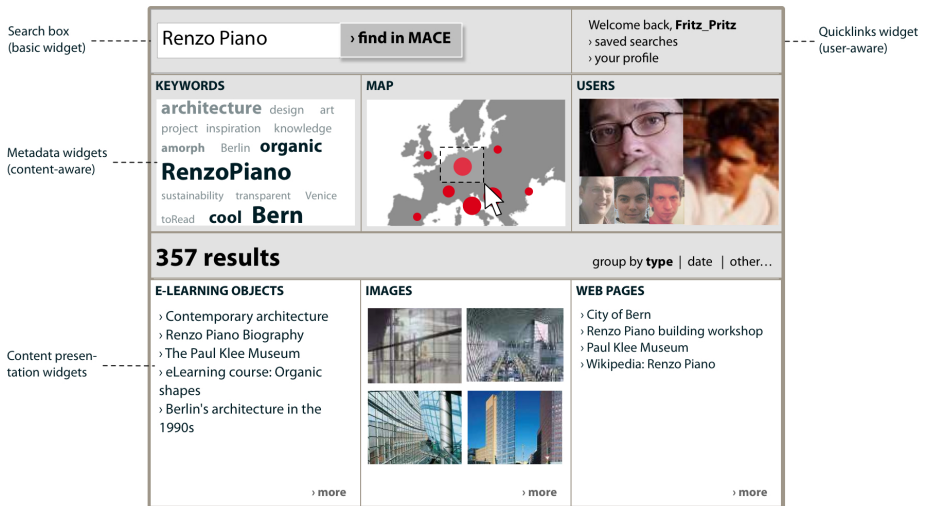 Search box
(basic widget)
Renzo Piano
› find in MACE
Welcome back, Fritz_Pritz
› saved searches
› your profile
Quicklinks widget
(user-aware)
Metadata widgets
(content-aware)
KEYWORDS
architecture design art
project inspiration knowledge
amorph Berlin organic
RenzoPiano
sustainability transparent Venice
toRead cool Bern
MAP
USERS
357 results
group by type | date | other...
Content presen-
tation widgets
E-LEARNING OBJECTS
› Contemporary architecture
› Renzo Piano Biography
› The Paul Klee Museum
› eLearning course: Organic
shapes
› Berlin's architecture in the
1990s
› more
IMAGES
› more
WEB PAGES
› City of Bern
› Renzo Piano building workshop
› Paul Klee Museum
› Wikipedia: Renzo Piano
› more